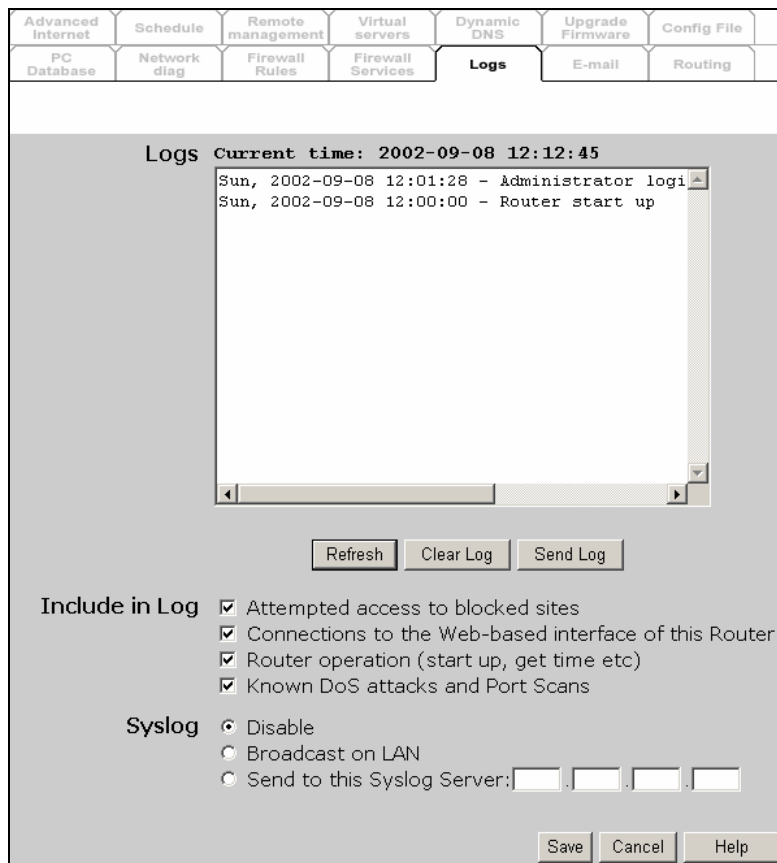 Advanced Internet
Schedule
Remote management
Virtual servers
Dynamic DNS
Upgrade Firmware
Config File
PC Database
Network diag
Firewall Rules
Firewall Services
Logs
E-mail
Routing
Logs Current time: 2002-09-08 12:12:45
Sun, 2002-09-08 12:01:28 - Administrator logi
Sun, 2002-09-08 12:00:00 - Router start up
Refresh Clear Log Send Log
Include in Log Attempted access to blocked sites
Connections to the Web-based interface of this Router
Router operation (start up, get time etc)
Known DoS attacks and Port Scans
Syslog Disable
Broadcast on LAN
Send to this Syslog Server: . . .
Save Cancel Help